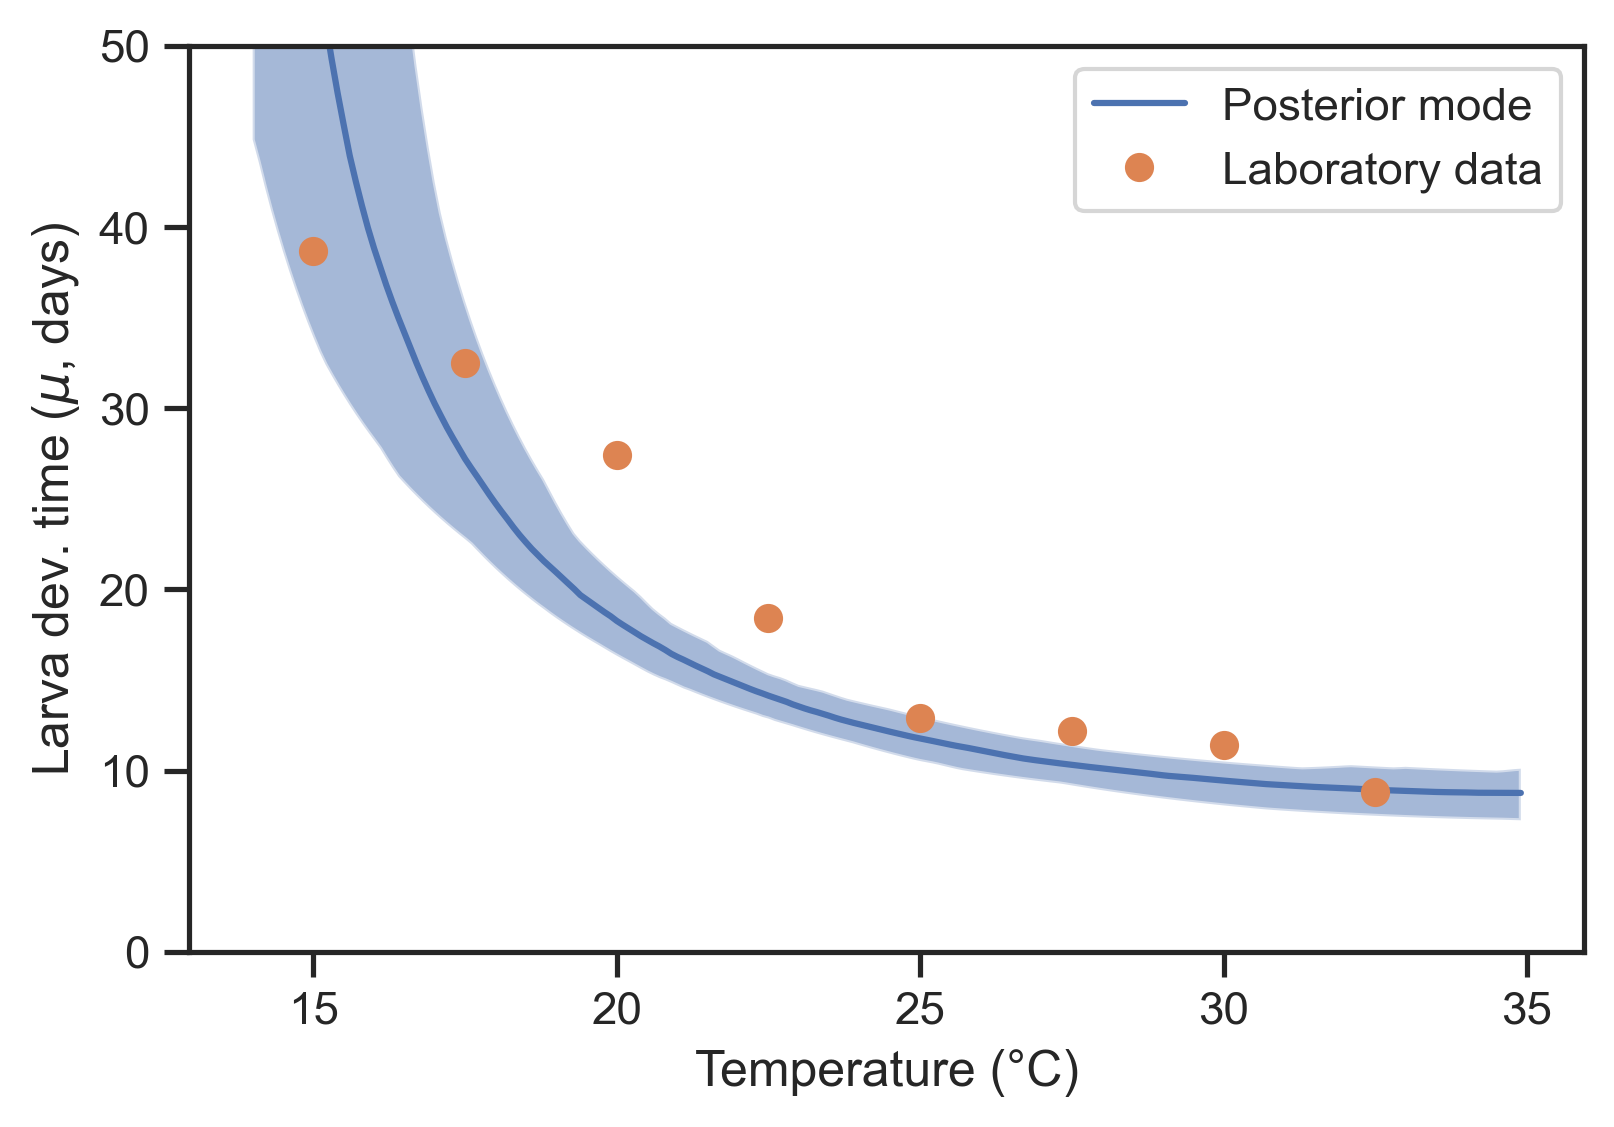 50
40
30
20
10
0
Larva dev. time (μ, days)
Posterior mode
Laboratory data
15 20 25 30 35
Temperature (°C)